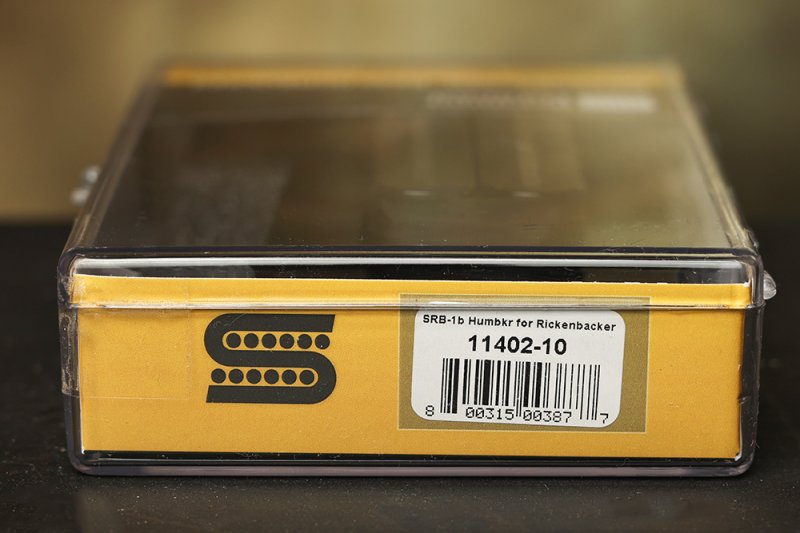 S
SRB-1b Humbkr for Rickenbacker
11402-10
8 00315 00387 7